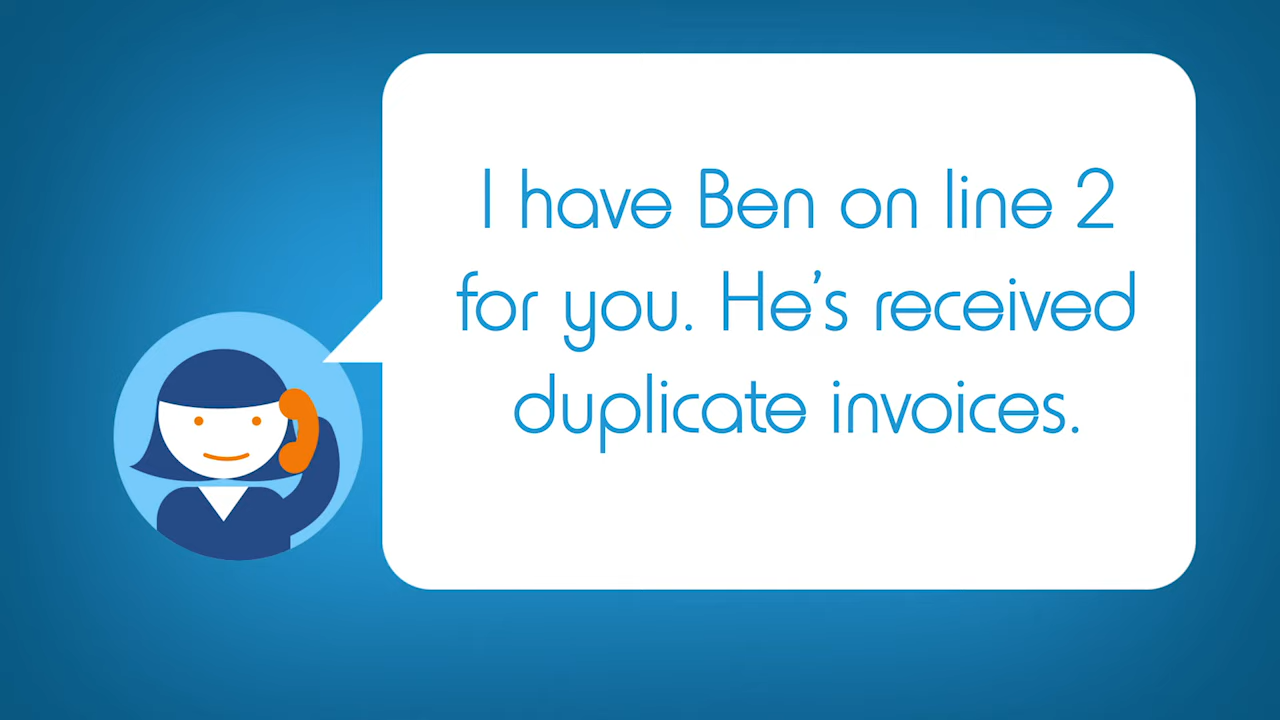 I have Ben on line 2
for you. He’s received
duplicate invoices.